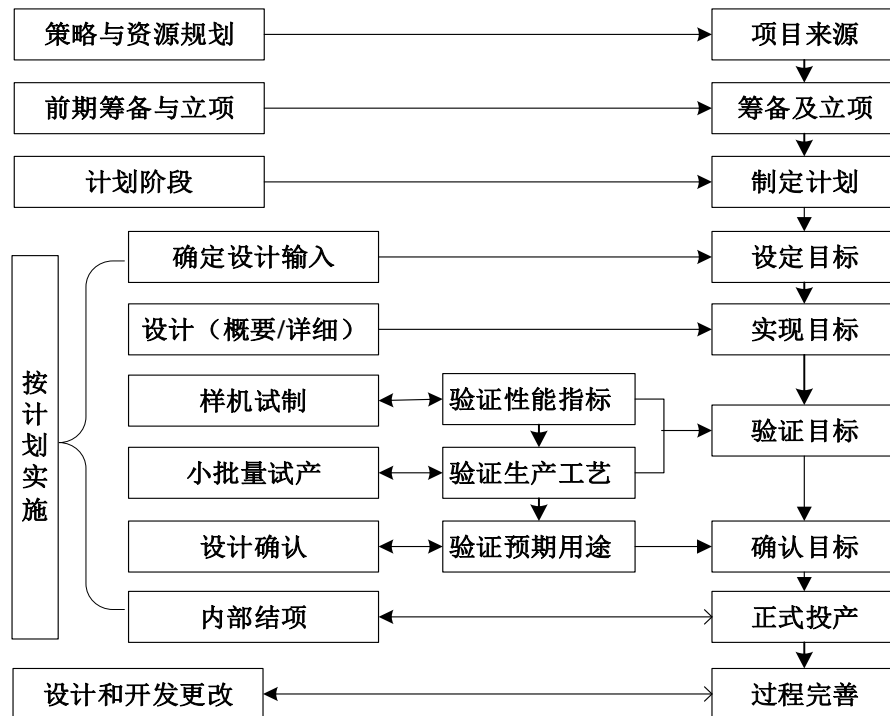 策略与资源规划
项目来源
前期筹备与立项
筹备及立项
计划阶段
制定计划
按计划实施
确定设计输入
设定目标
设计（概要/详细）
实现目标
样机试制
验证性能指标
验证目标
小批量试产
验证生产工艺
设计确认
验证预期用途
确认目标
内部结项
正式投产
设计和开发更改
过程完善